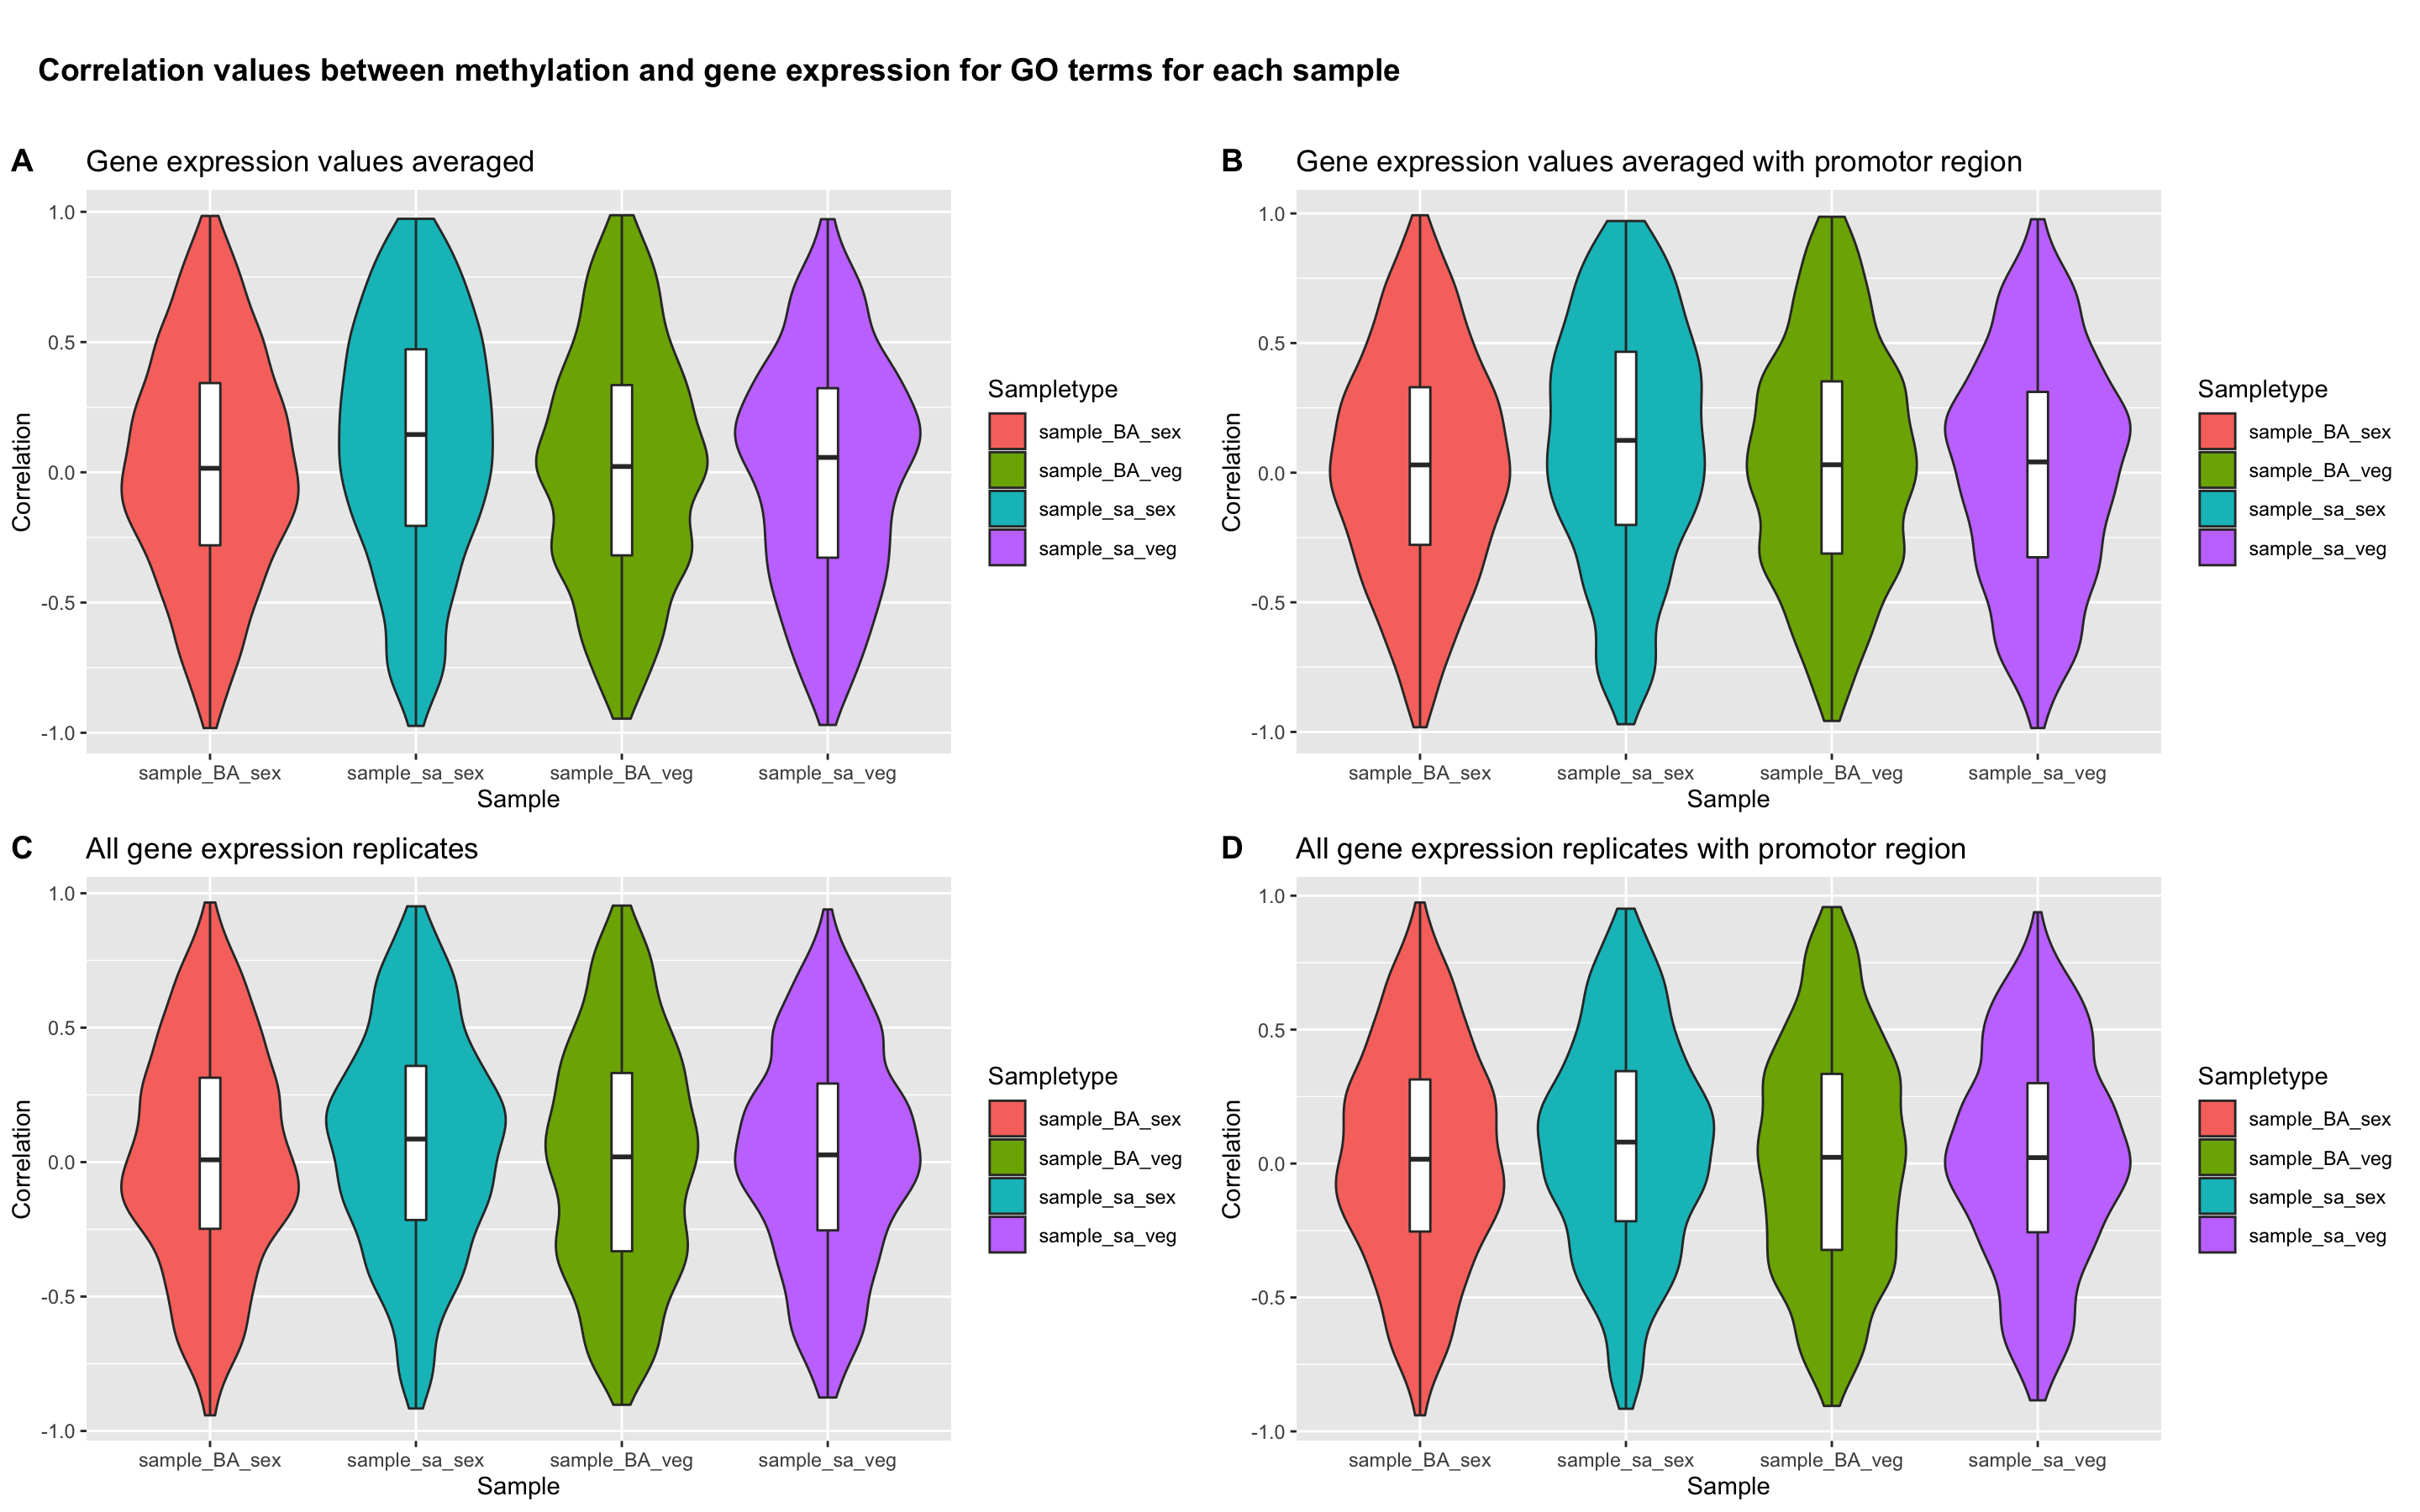 Correlation values between methylation and gene expression for GO terms for each sample
A
Gene expression values averaged
1.0
0.5
0.0
-0.5
-1.0
Correlation
sample_BA_sex
sample_sa_sex
sample_BA_veg
sample_sa_veg
Sample
Sampletype
sample_BA_sex
sample_BA_veg
sample_sa_sex
sample_sa_veg
B
Gene expression values averaged with promotor region
1.0
0.5
0.0
-0.5
-1.0
Correlation
sample_BA_sex
sample_sa_sex
sample_BA_veg
sample_sa_veg
Sample
Sampletype
sample_BA_sex
sample_BA_veg
sample_sa_sex
sample_sa_veg
C
All gene expression replicates
1.0
0.5
0.0
-0.5
-1.0
Correlation
sample_BA_sex
sample_sa_sex
sample_BA_veg
sample_sa_veg
Sample
Sampletype
sample_BA_sex
sample_BA_veg
sample_sa_sex
sample_sa_veg
D
All gene expression replicates with promotor region
1.0
0.5
0.0
-0.5
-1.0
Correlation
sample_BA_sex
sample_sa_sex
sample_BA_veg
sample_sa_veg
Sample
Sampletype
sample_BA_sex
sample_BA_veg
sample_sa_sex
sample_sa_veg